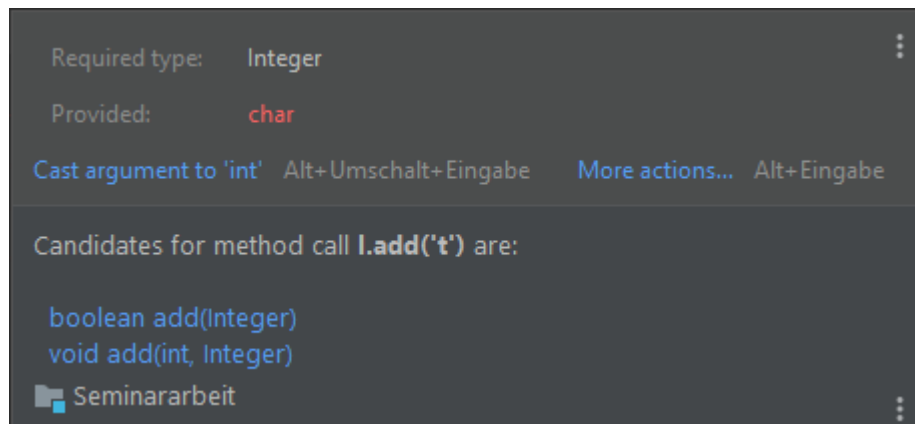 Required type: Integer
Provided: char
Cast argument to 'int' Alt+Umschalt+Eingabe More actions... Alt+Eingabe
Candidates for method call l.add('t') are:
boolean add(Integer)
void add(int, Integer)
Seminararbeit